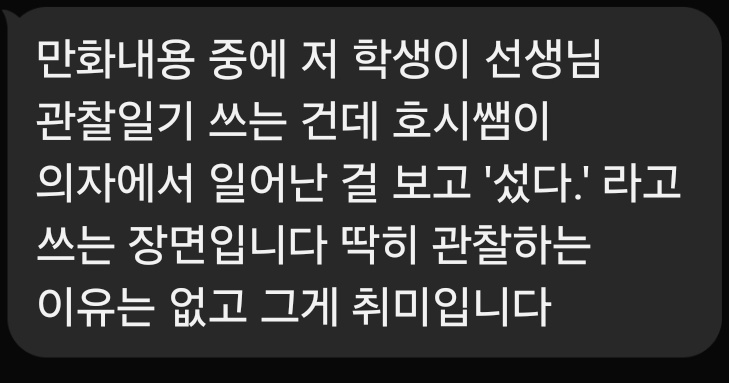 만화내용 중에 저 학생이 선생님
관찰일기 쓰는 건데 호시쌤이
의자에서 일어난 걸 보고 '섰다.' 라고
쓰는 장면입니다 딱히 관찰하는
이유는 없고 그게 취미입니다